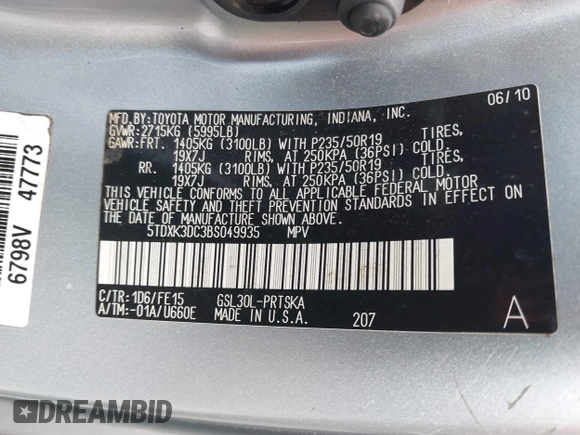 06/10
MFD.BY:TOYOTA MOTOR MANUFACTURING, INDIANA, INC.
GVWR:2715KG (5995LB)
GAWR:FRT. 1405KG (3100LB) WITH P235/50R19 TIRES,
19X7J RIMS, AT 250KPA (36PSI) COLD.
RR. 1405KG (3100LB) WITH P235/50R19 TIRES,
19X7J RIMS, AT 250KPA (36PSI) COLD.
THIS VEHICLE CONFORMS TO ALL APPLICABLE FEDERAL MOTOR
VEHICLE SAFETY AND THEFT PREVENTION STANDARDS IN EFFECT ON
THE DATE OF MANUFACTURE SHOWN ABOVE.
5TDXK3DC3BS049935 MPV
C/TR:1D6/FE15 GSL30L-PRTSKA
A/TM:-01A/U660E MADE IN U.S.A. 207 A
6798V 47773
DREAMBID